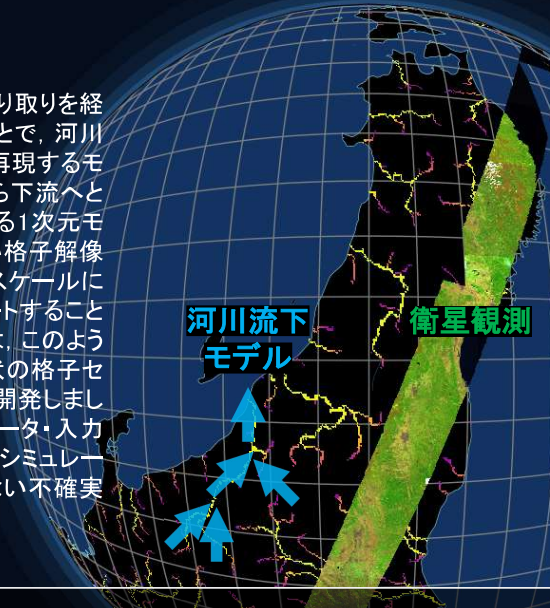 り取りを経
とで, 河川
再現するモ
ら下流へと
る1次元モ
格子解像
スケールに
ートすること
, このよう
の格子セ
開発しまし
ータ・入力
シミュレー
ない不確実
河川流下
モデル
衛星観測